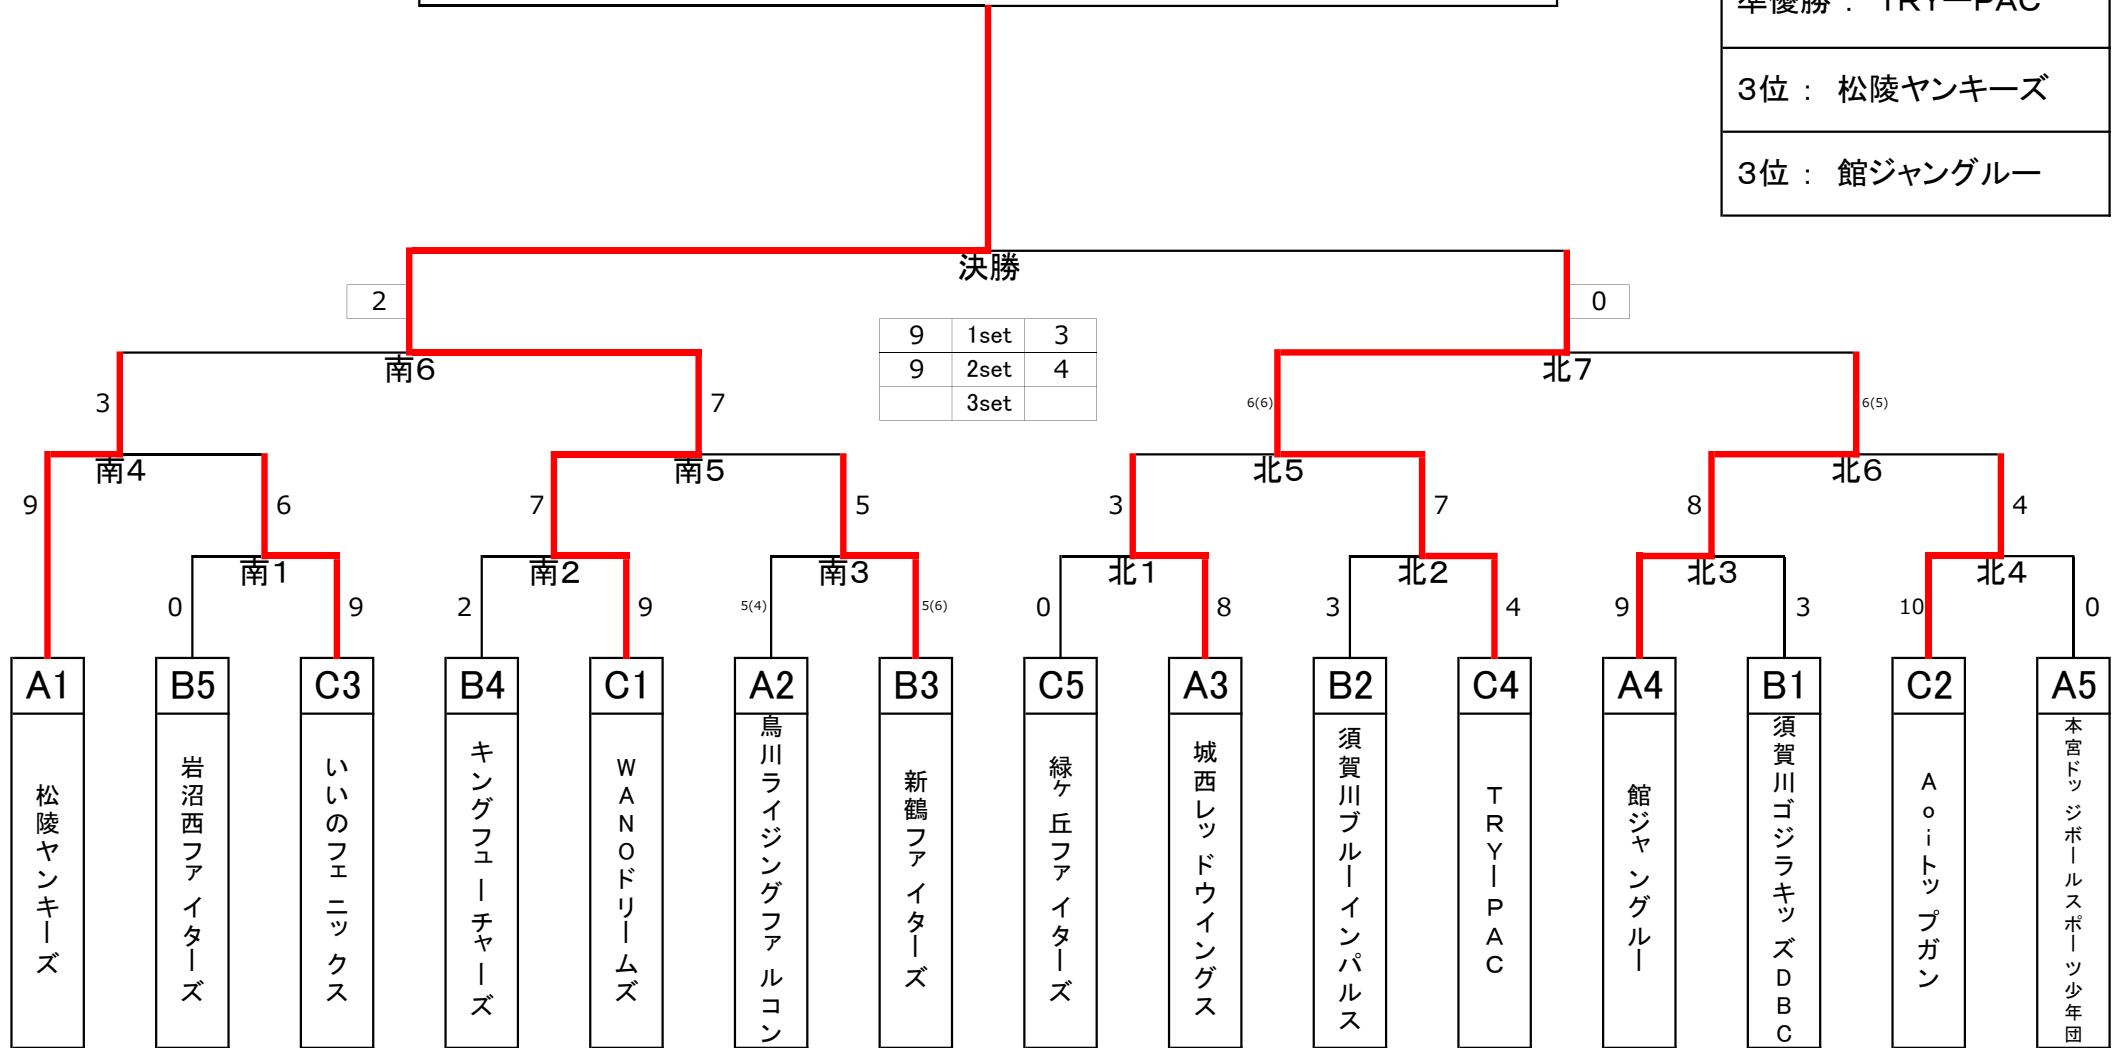 準優勝 : TRY―PAC
3位 : 松陵ヤンキーズ
3位 : 館ジャングルー
決勝
2
0
9 1set 3
9 2set 4
3set
南6
北7
3
7
6(6)
6(5)
南4
南5
北5
北6
9
6
7
5
3
7
8
4
南1
南2
南3
北1
北2
北3
北4
0
9
2
9
5(4)
5(6)
0
8
3
4
9
3
10
0
A1
B5
C3
B4
C1
A2
B3
C5
A3
B2
C4
A4
B1
C2
A5
松陵ヤンキーズ
岩沼西ファイターズ
いいのフェニックス
キングフューチャーズ
WANOドリームズ
鳥川ライジングファルコン
新鶴ファイターズ
緑ケ丘ファイターズ
城西レッドウイングス
須賀川ブルーインパルス
TRY―PAC
館ジャングルー
須賀川ゴジラキッズDBC
Aoiトップガン
本宮ドッジボールスポーツ少年団